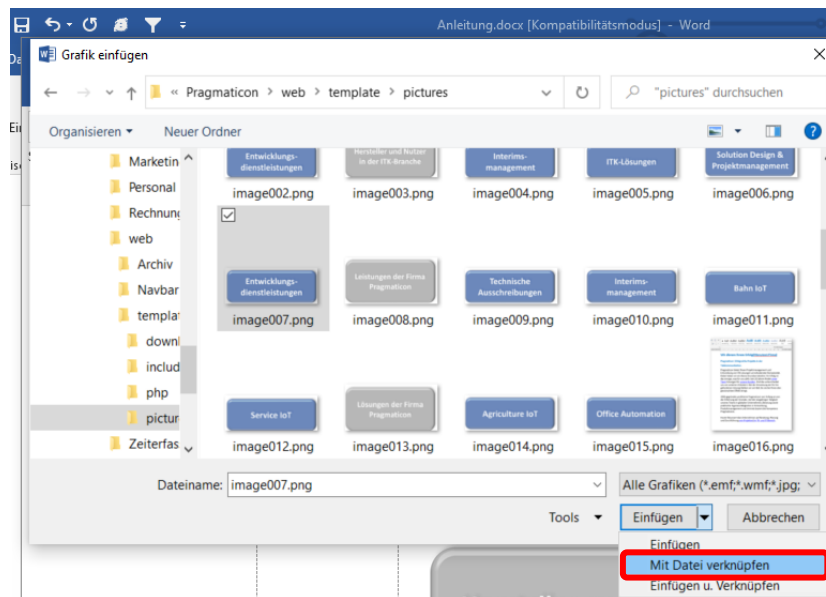 Anleitung.docx [Kompatibilitätsmodus] - Word
Grafik einfügen
« Pragmaticon > web > template > pictures
"pictures" durchsuchen
Organisieren
Neuer Ordner
Marketin
Personal
Rechnun
web
Archiv
Navbar
templa
downl
includ
php
pictur
Zeiterfas
Entwicklungs-
dienstleistungen
Hersteller und Nutzer
in der ITK-Branche
Interims-
management
ITK-Lösungen
Solution Design &
Projektmanagement
image002.png
image003.png
image004.png
image005.png
image006.png
Entwicklungs-
dienstleistungen
Leistungen der Firma
Pragmaticon
Technische
Ausschreibungen
Interims-
management
Bahn IoT
image007.png
image008.png
image009.png
image010.png
image011.png
Service IoT
Lösungen der Firma
Pragmaticon
Agriculture IoT
Office Automation
image012.png
image013.png
image014.png
image015.png
image016.png
Dateiname:
image007.png
Alle Grafiken (*.emf;*.wmf;*.jpg;
Tools
Einfügen
Abbrechen
Einfügen
Mit Datei verknüpfen
Einfügen u. Verknüpfen